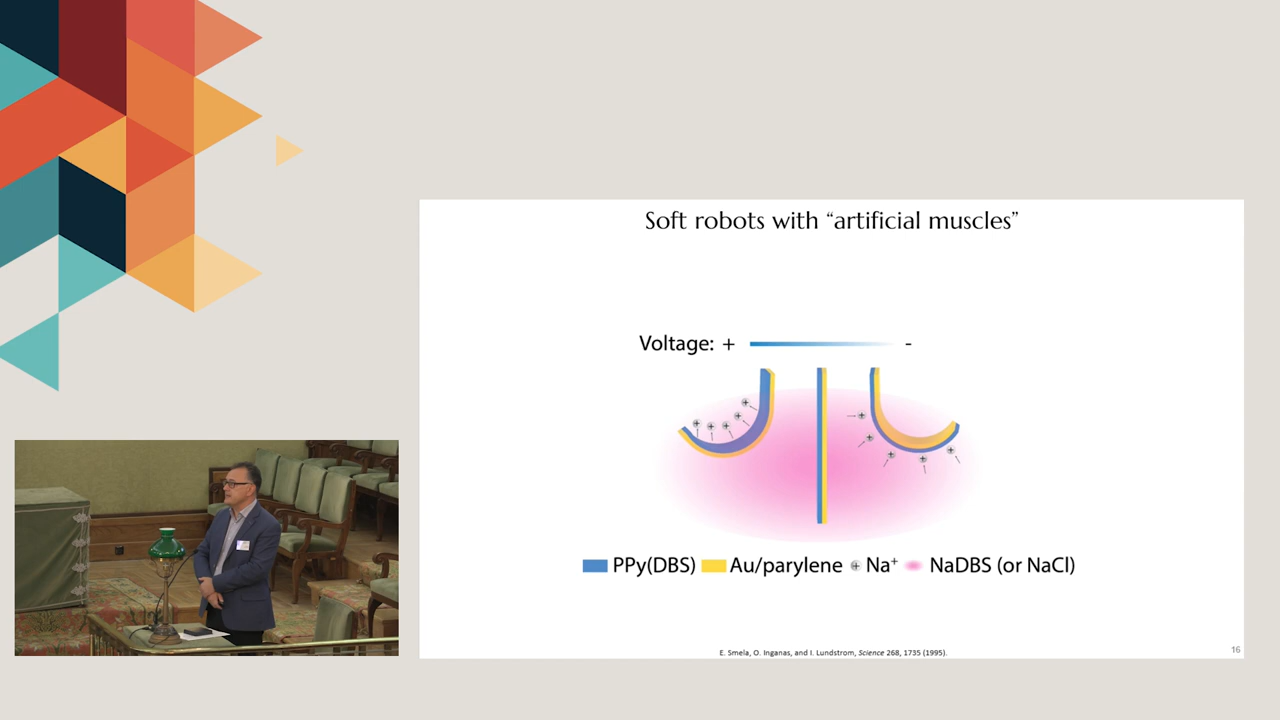 Soft robots with “artificial muscles”
Voltage: + -
PPy(DBS) Au/parylene Na⁺ NaDBS (or NaCl)
E. Smela, O. Inganas, and I. Lundstrom, Science 268, 1735 (1995).
16